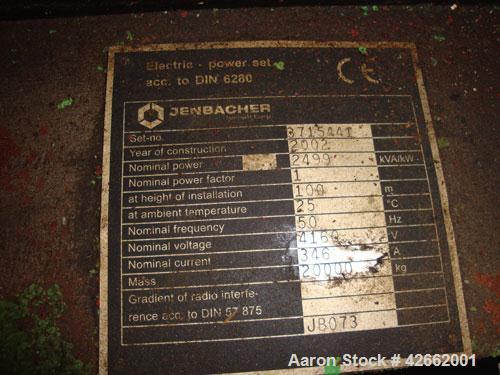 Electric - power set
acc. to DIN 6280
CE
JENBACHER
Set-no. 3715441
Year of construction 2002
Nominal power 2499 kVA/kW
Nominal power factor 1
at height of installation 100 m
at ambient temperature 25 °C
Nominal frequency 50 Hz
Nominal voltage 4160 V
Nominal current 346 A
Mass 20000 kg
Gradient of radio interfe-
rence acc. to DIN 57 875
JB073
Aaron Stock # 42662001